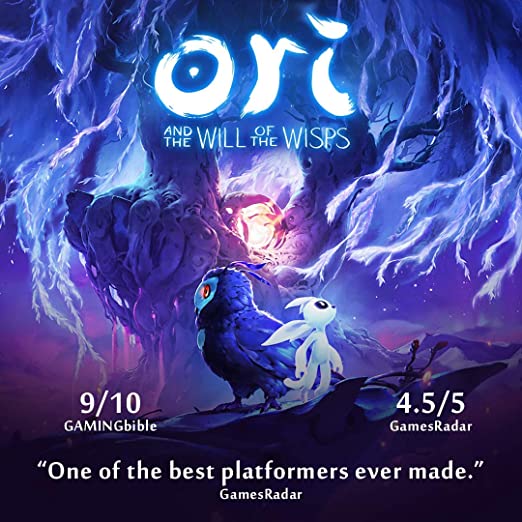 ori
AND THE WILL OF THE WISPS
9/10
GAMINGbible
4.5/5
GamesRadar
“One of the best platformers ever made.”
GamesRadar